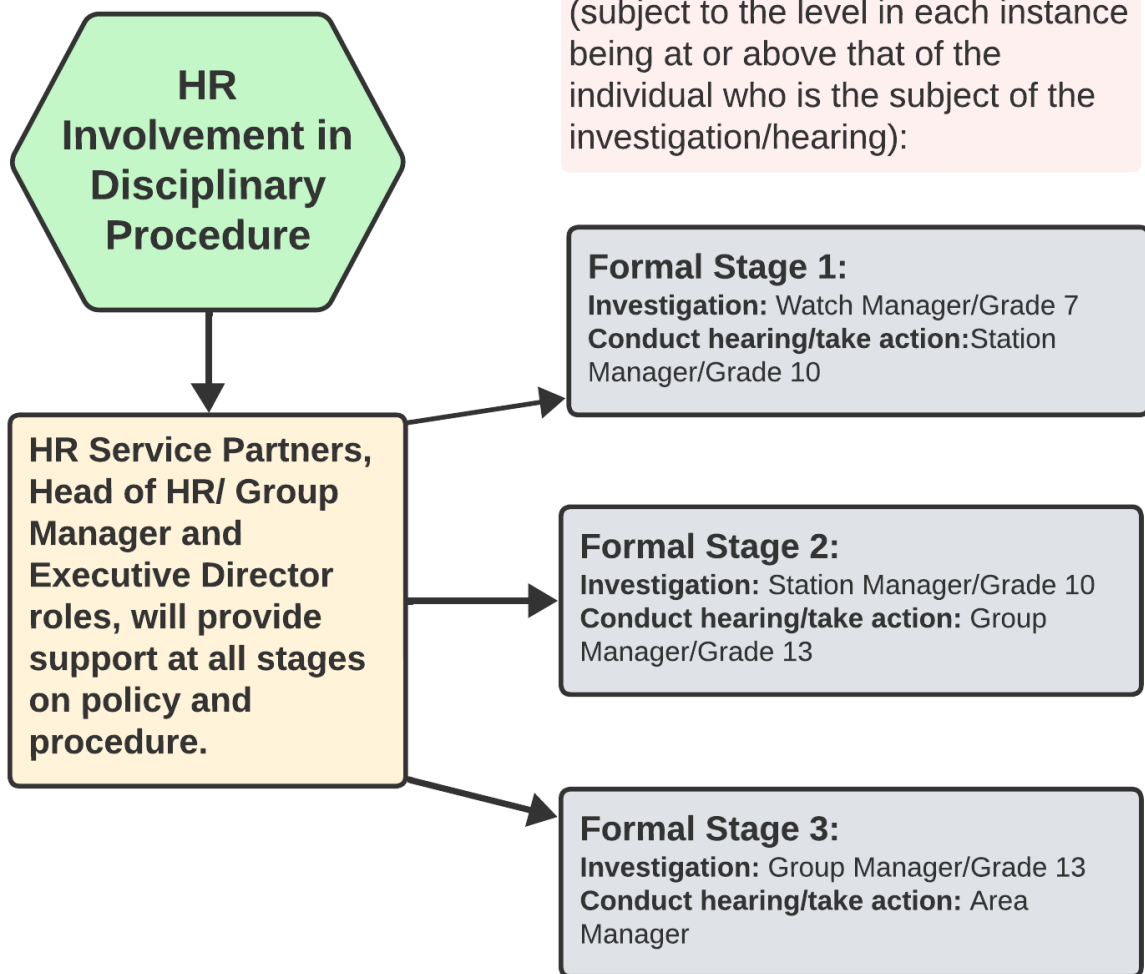 HR
Involvement in
Disciplinary
Procedure
(subject to the level in each instance
being at or above that of the
individual who is the subject of the
investigation/hearing):
HR Service Partners,
Head of HR/ Group
Manager and
Executive Director
roles, will provide
support at all stages
on policy and
procedure.
Formal Stage 1:
Investigation: Watch Manager/Grade 7
Conduct hearing/take action:Station
Manager/Grade 10
Formal Stage 2:
Investigation: Station Manager/Grade 10
Conduct hearing/take action: Group
Manager/Grade 13
Formal Stage 3:
Investigation: Group Manager/Grade 13
Conduct hearing/take action: Area
Manager